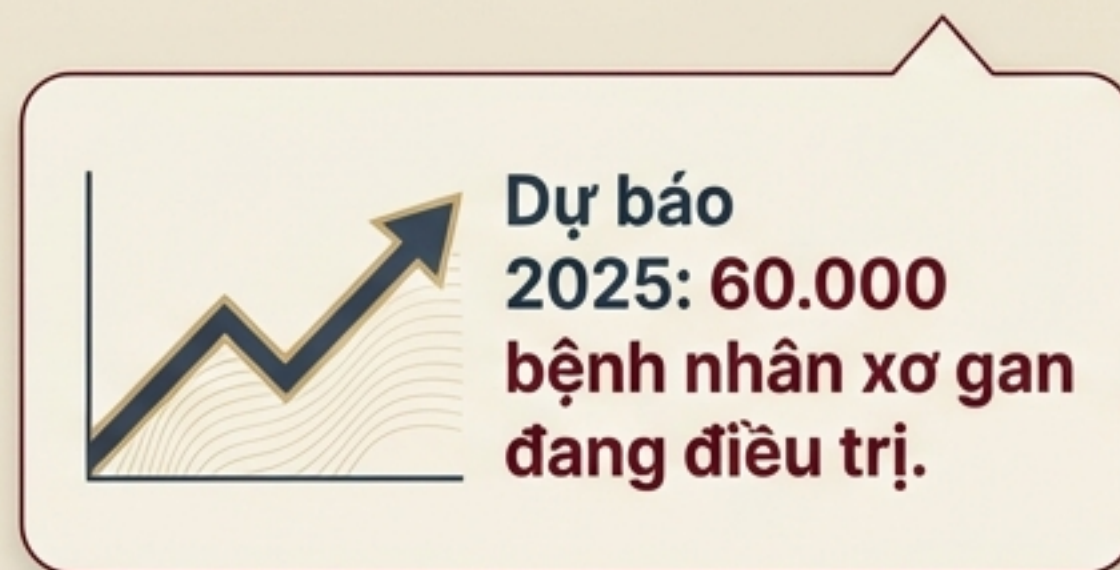 Dự báo
2025: 60.000
bệnh nhân xơ gan
đang điều trị.